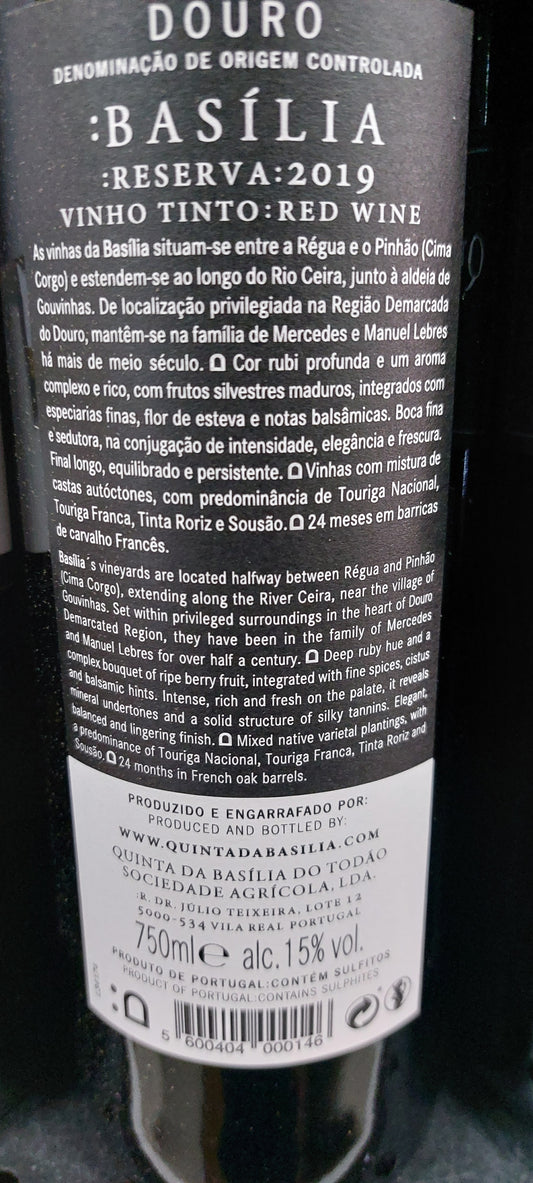 DOURO
DENOMINAÇÃO DE ORIGEM CONTROLADA
:BASÍLIA
:RESERVA:2019
VINHO TINTO:RED WINE
As vinhas da Basília situam-se entre a Régua e o Pinhão (Cima
Corgo) e estendem-se ao longo do Rio Ceira, junto à aldeia de
Gouvinhas. De localização privilegiada na Região Demarcada
do Douro, mantêm-se na família de Mercedes e Manuel Lebres
há mais de meio século. Cor rubi profunda e um aroma
complexo e rico, com frutos silvestres maduros, integrados com
especiarias finas, flor de esteva e notas balsâmicas. Boca fina
e sedutora, na conjugação de intensidade, elegância e frescura.
Final longo, equilibrado e persistente. Vinhas com mistura de
castas autóctones, com predominância de Touriga Nacional,
Touriga Franca, Tinta Roriz e Sousão. 24 meses em barricas
de carvalho Francês.
Basília´s vineyards are located halfway between Régua and Pinhão
(Cima Corgo), extending along the River Ceira, near the village of
Gouvinhas. Set within privileged surroundings in the heart of Douro
Demarcated Region, they have been in the family of Mercedes
and Manuel Lebres for over half a century. Deep ruby hue and a
complex bouquet of ripe berry fruit, integrated with fine spices, cistus
and balsamic hints. Intense, rich and fresh on the palate, it reveals
mineral undertones and a solid structure of silky tannins. Elegant,
balanced and lingering finish. Mixed native varietal plantings, with
a predominance of Touriga Nacional, Touriga Franca, Tinta Roriz and
Sousão. 24 months in French oak barrels.
PRODUZIDO E ENGARRAFADO POR:
PRODUCED AND BOTTLED BY:
WWW.QUINTADABASILIA.COM
QUINTA DA BASÍLIA DO TODÃO
SOCIEDADE AGRÍCOLA, LDA.
:R. DR. JÚLIO TEIXEIRA, LOTE 12
5000-534 VILA REAL PORTUGAL
750ml e alc. 15% vol.
PRODUTO DE PORTUGAL:CONTÉM SULFITOS
PRODUCT OF PORTUGAL:CONTAINS SULPHITES
5 600404 000146